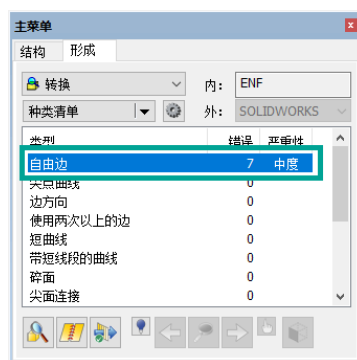 主菜单
结构 形成
转换 内: ENF
种类清单 外: SOLIDWORKS
类型 错误 严重性
自由边 7 中度
尖点曲线 0
边方向 0
使用两次以上的边 0
短曲线 0
带短线段的曲线 0
碎面 0
尖面连接 0